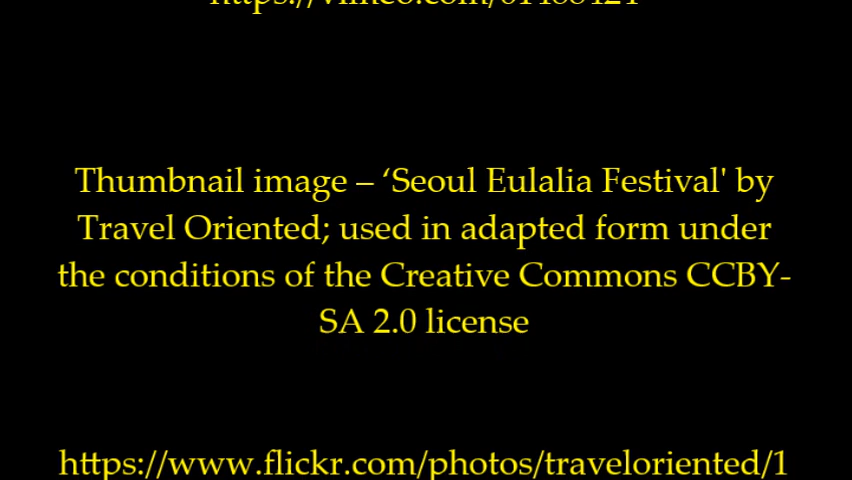 Thumbnail image – ‘Seoul Eulalia Festival' by
Travel Oriented; used in adapted form under
the conditions of the Creative Commons CCBY-
SA 2.0 license
https://www.flickr.com/photos/traveloriented/1